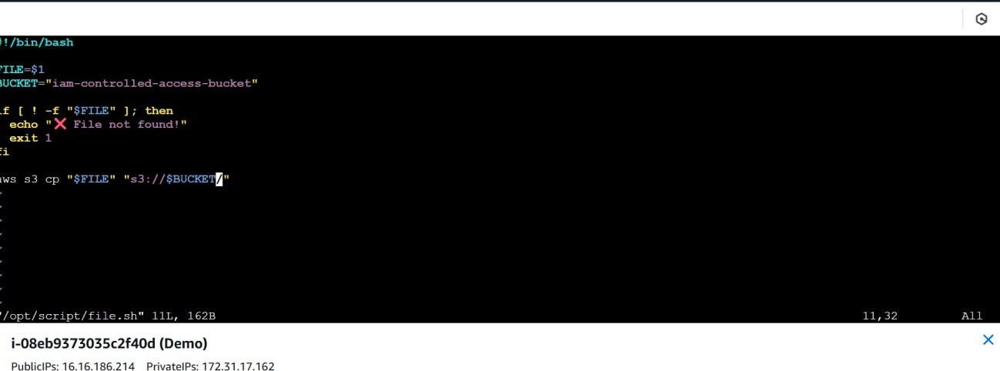 #!/bin/bash
FILE=$1
BUCKET="iam-controlled-access-bucket"
if [ ! -f "$FILE" ]; then
echo "❌ File not found!"
exit 1
fi
aws s3 cp "$FILE" "s3://$BUCKET/"
~
~
~
~
~
~
~
~
~
"/opt/script/file.sh" 11L, 162B 11,32 All
i-08eb9373035c2f40d (Demo)
PublicIPs: 16.16.186.214 PrivateIPs: 172.31.17.162